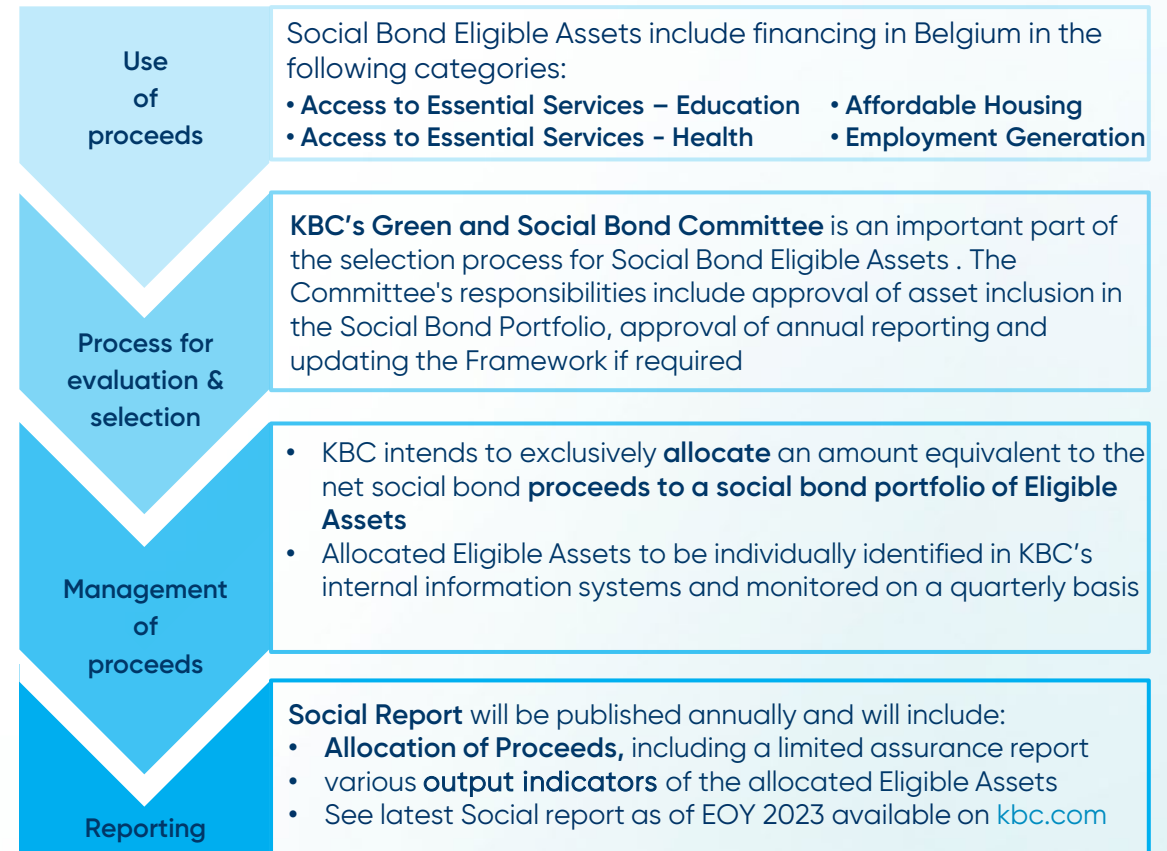 Use
of
proceeds
Social Bond Eligible Assets include financing in Belgium in the
following categories:
• Access to Essential Services – Education • Affordable Housing
• Access to Essential Services - Health • Employment Generation
Process for
evaluation &
selection
KBC's Green and Social Bond Committee is an important part of
the selection process for Social Bond Eligible Assets . The
Committee's responsibilities include approval of asset inclusion in
the Social Bond Portfolio, approval of annual reporting and
updating the Framework if required
Management
of
proceeds
• KBC intends to exclusively allocate an amount equivalent to the
net social bond proceeds to a social bond portfolio of Eligible
Assets
• Allocated Eligible Assets to be individually identified in KBC's
internal information systems and monitored on a quarterly basis
Reporting
Social Report will be published annually and will include:
• Allocation of Proceeds, including a limited assurance report
• various output indicators of the allocated Eligible Assets
• See latest Social report as of EOY 2023 available on kbc.com